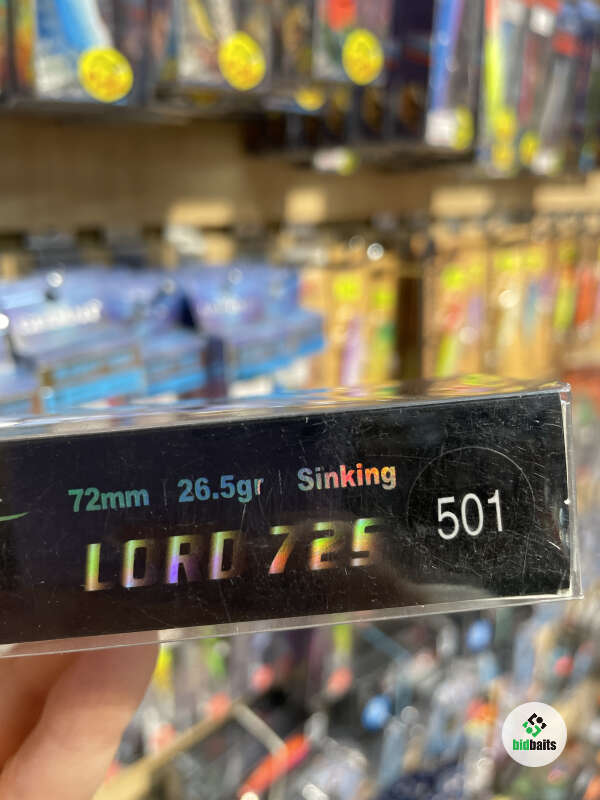 72mm | 26.5gr | Sinking
LORD 72S
501
bidbaits